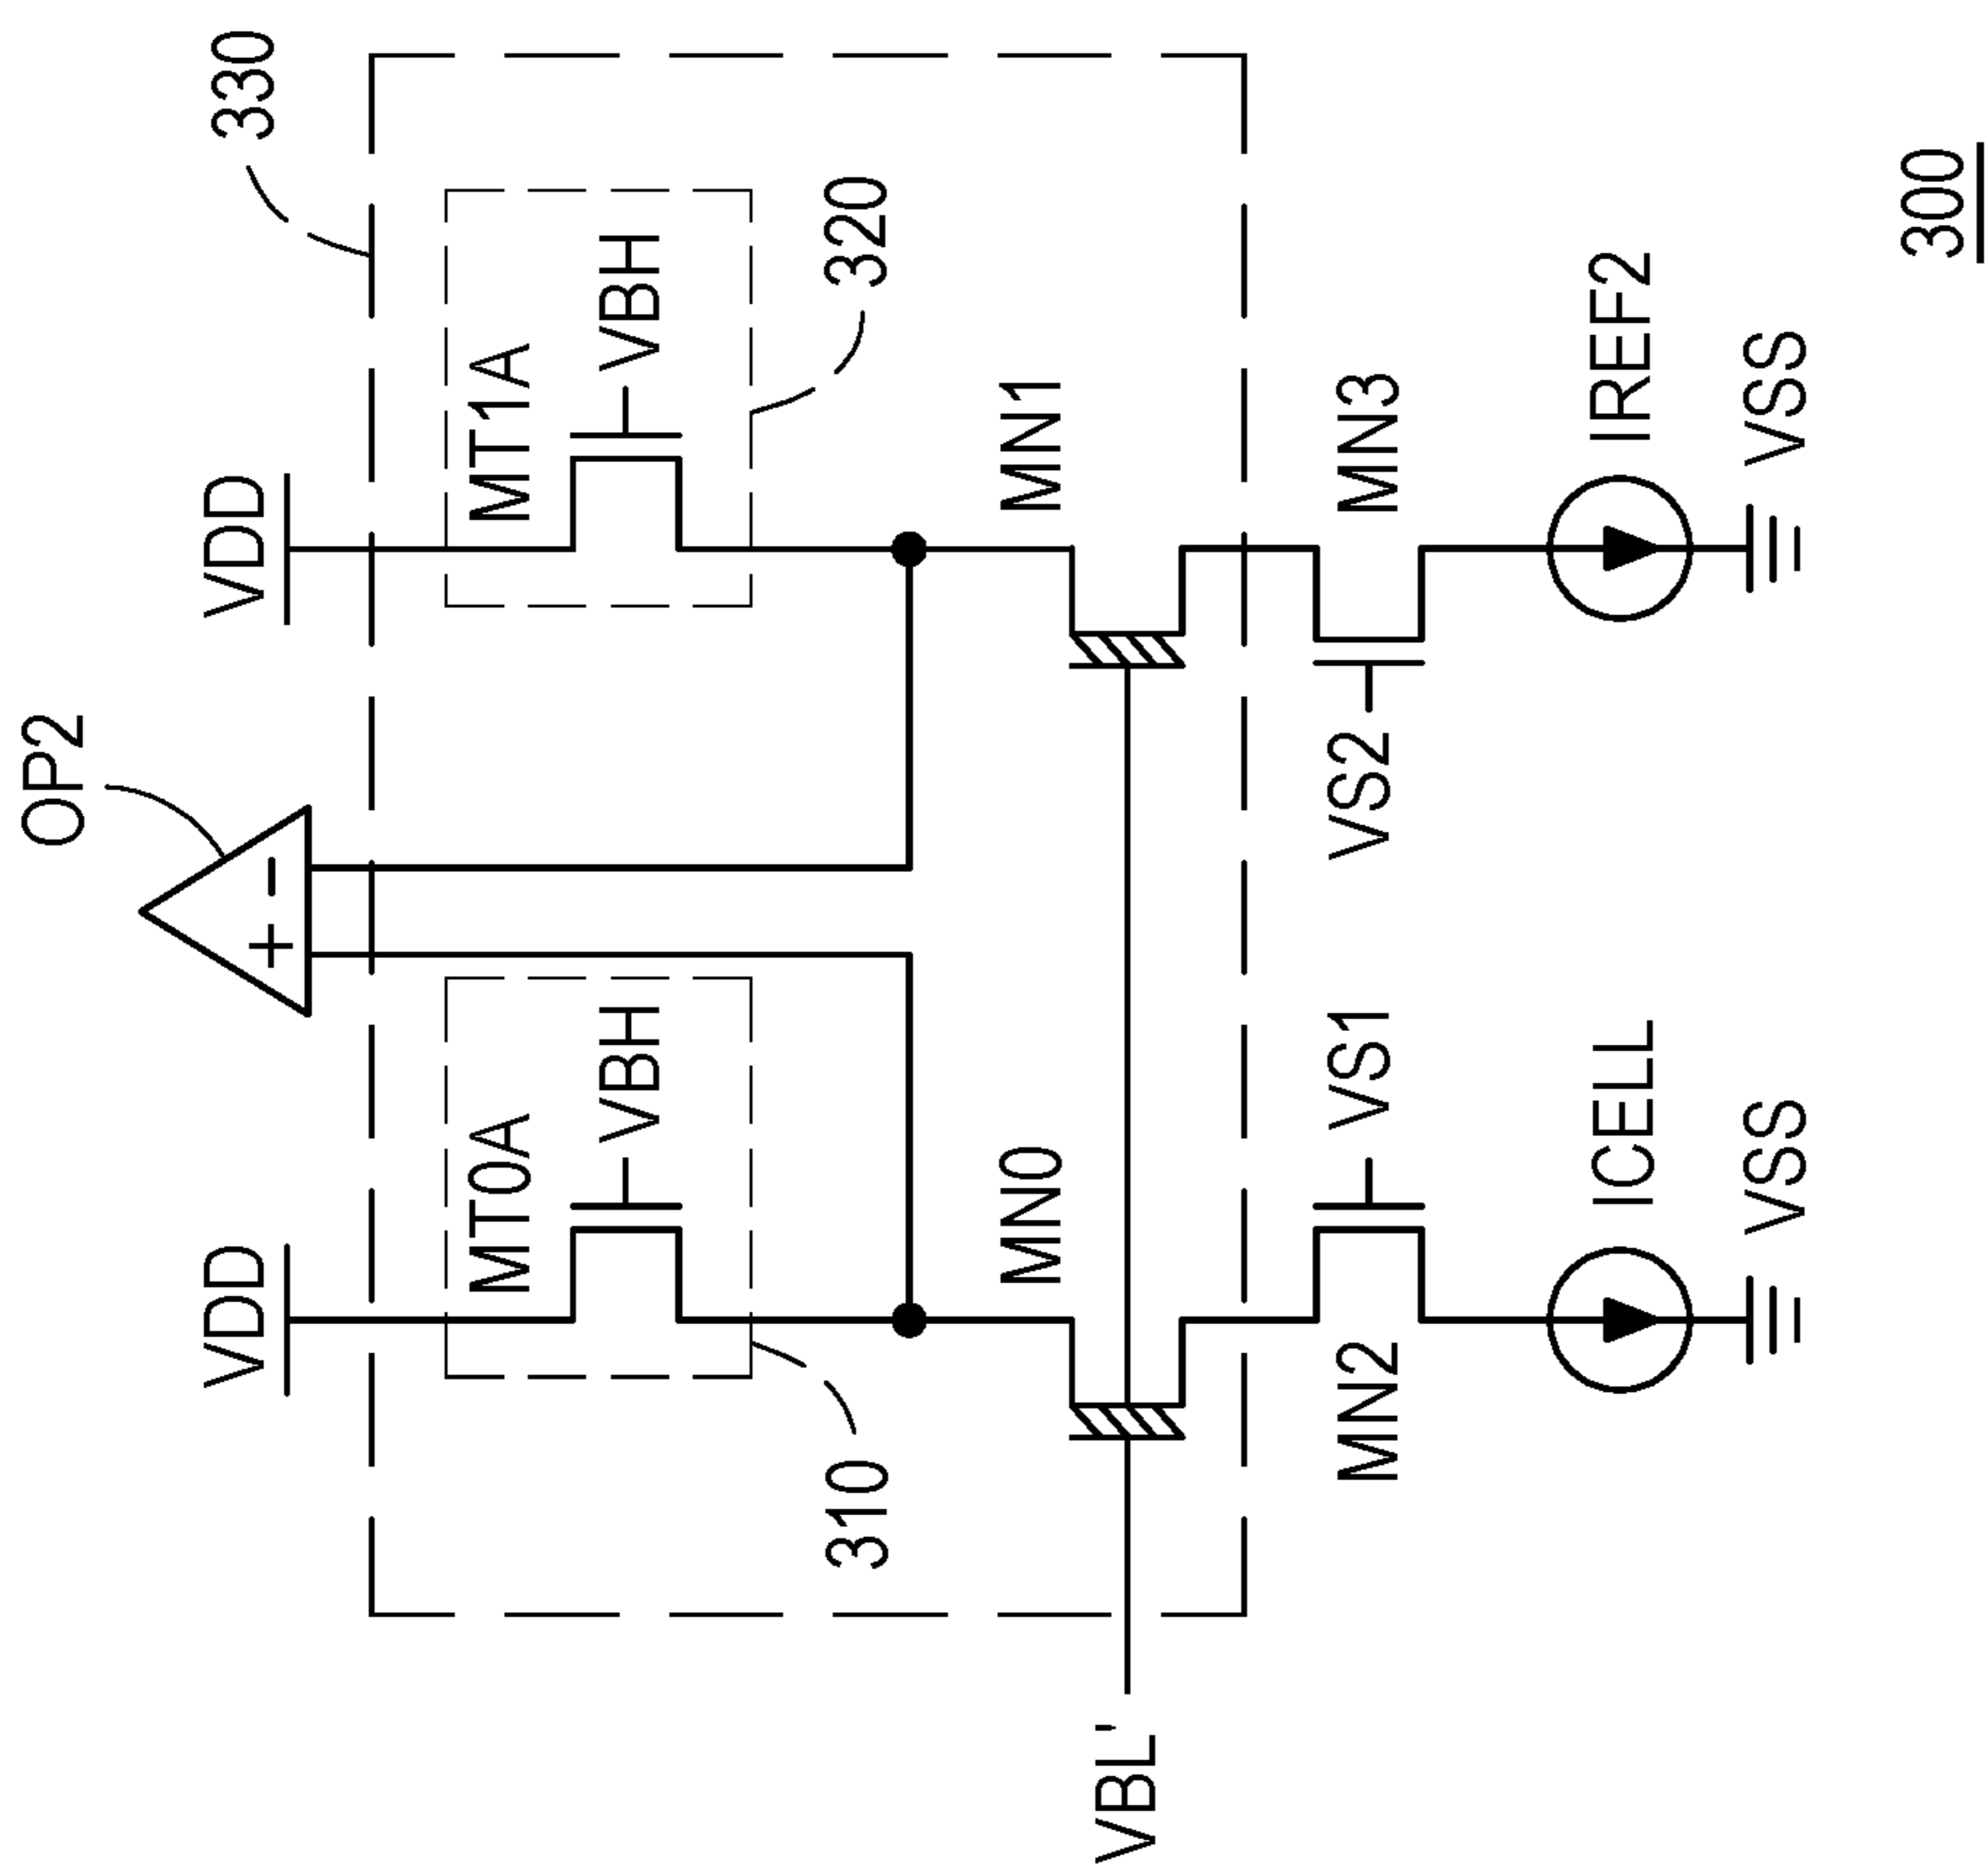 OP2
330
VDD
VDD
MT0A
MT1A
VBH
VBH
310
320
MN0
MN1
VBL'
MN2
VS1
VS2
MN3
ICELL
IREF2
VSS
VSS
300
+
-